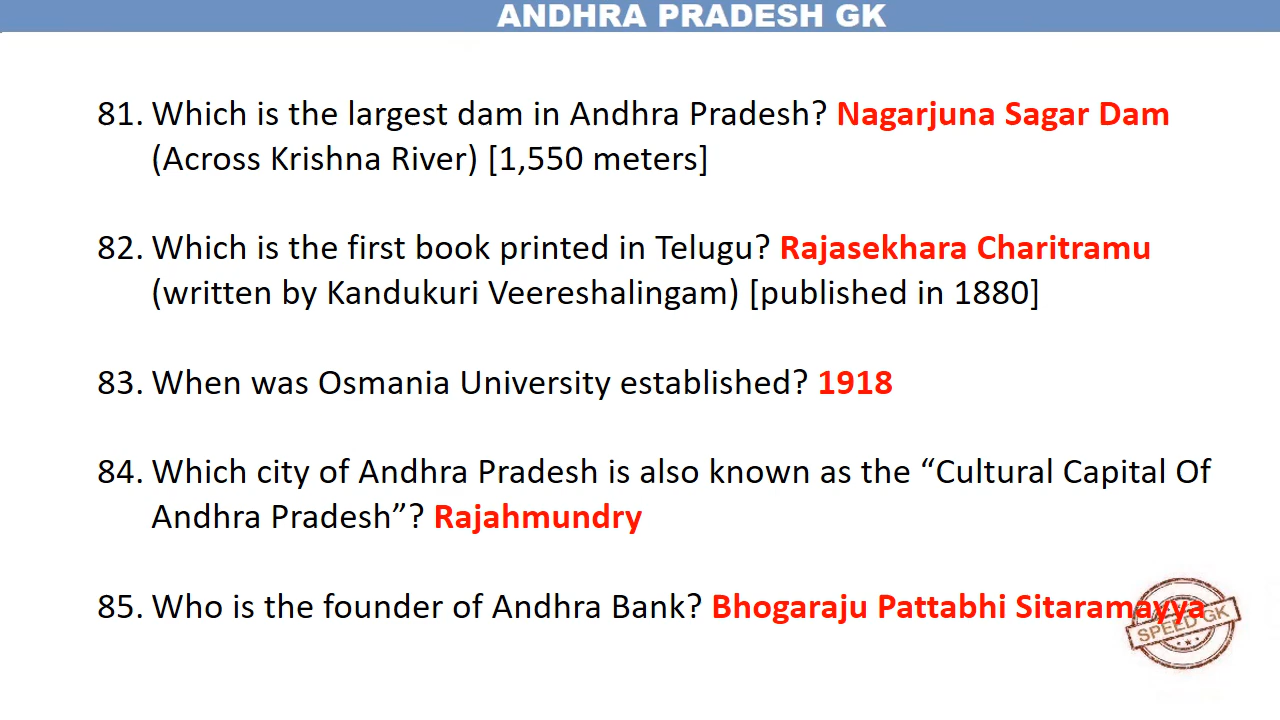 ANDHRA PRADESH GK
81. Which is the largest dam in Andhra Pradesh? Nagarjuna Sagar Dam
(Across Krishna River) [1,550 meters]
82. Which is the first book printed in Telugu? Rajasekhara Charitramu
(written by Kandukuri Veereshalingam) [published in 1880]
83. When was Osmania University established? 1918
84. Which city of Andhra Pradesh is also known as the “Cultural Capital Of
Andhra Pradesh”? Rajahmundry
85. Who is the founder of Andhra Bank? Bhogaraju Pattabhi Sitaramayya
SPEED GK